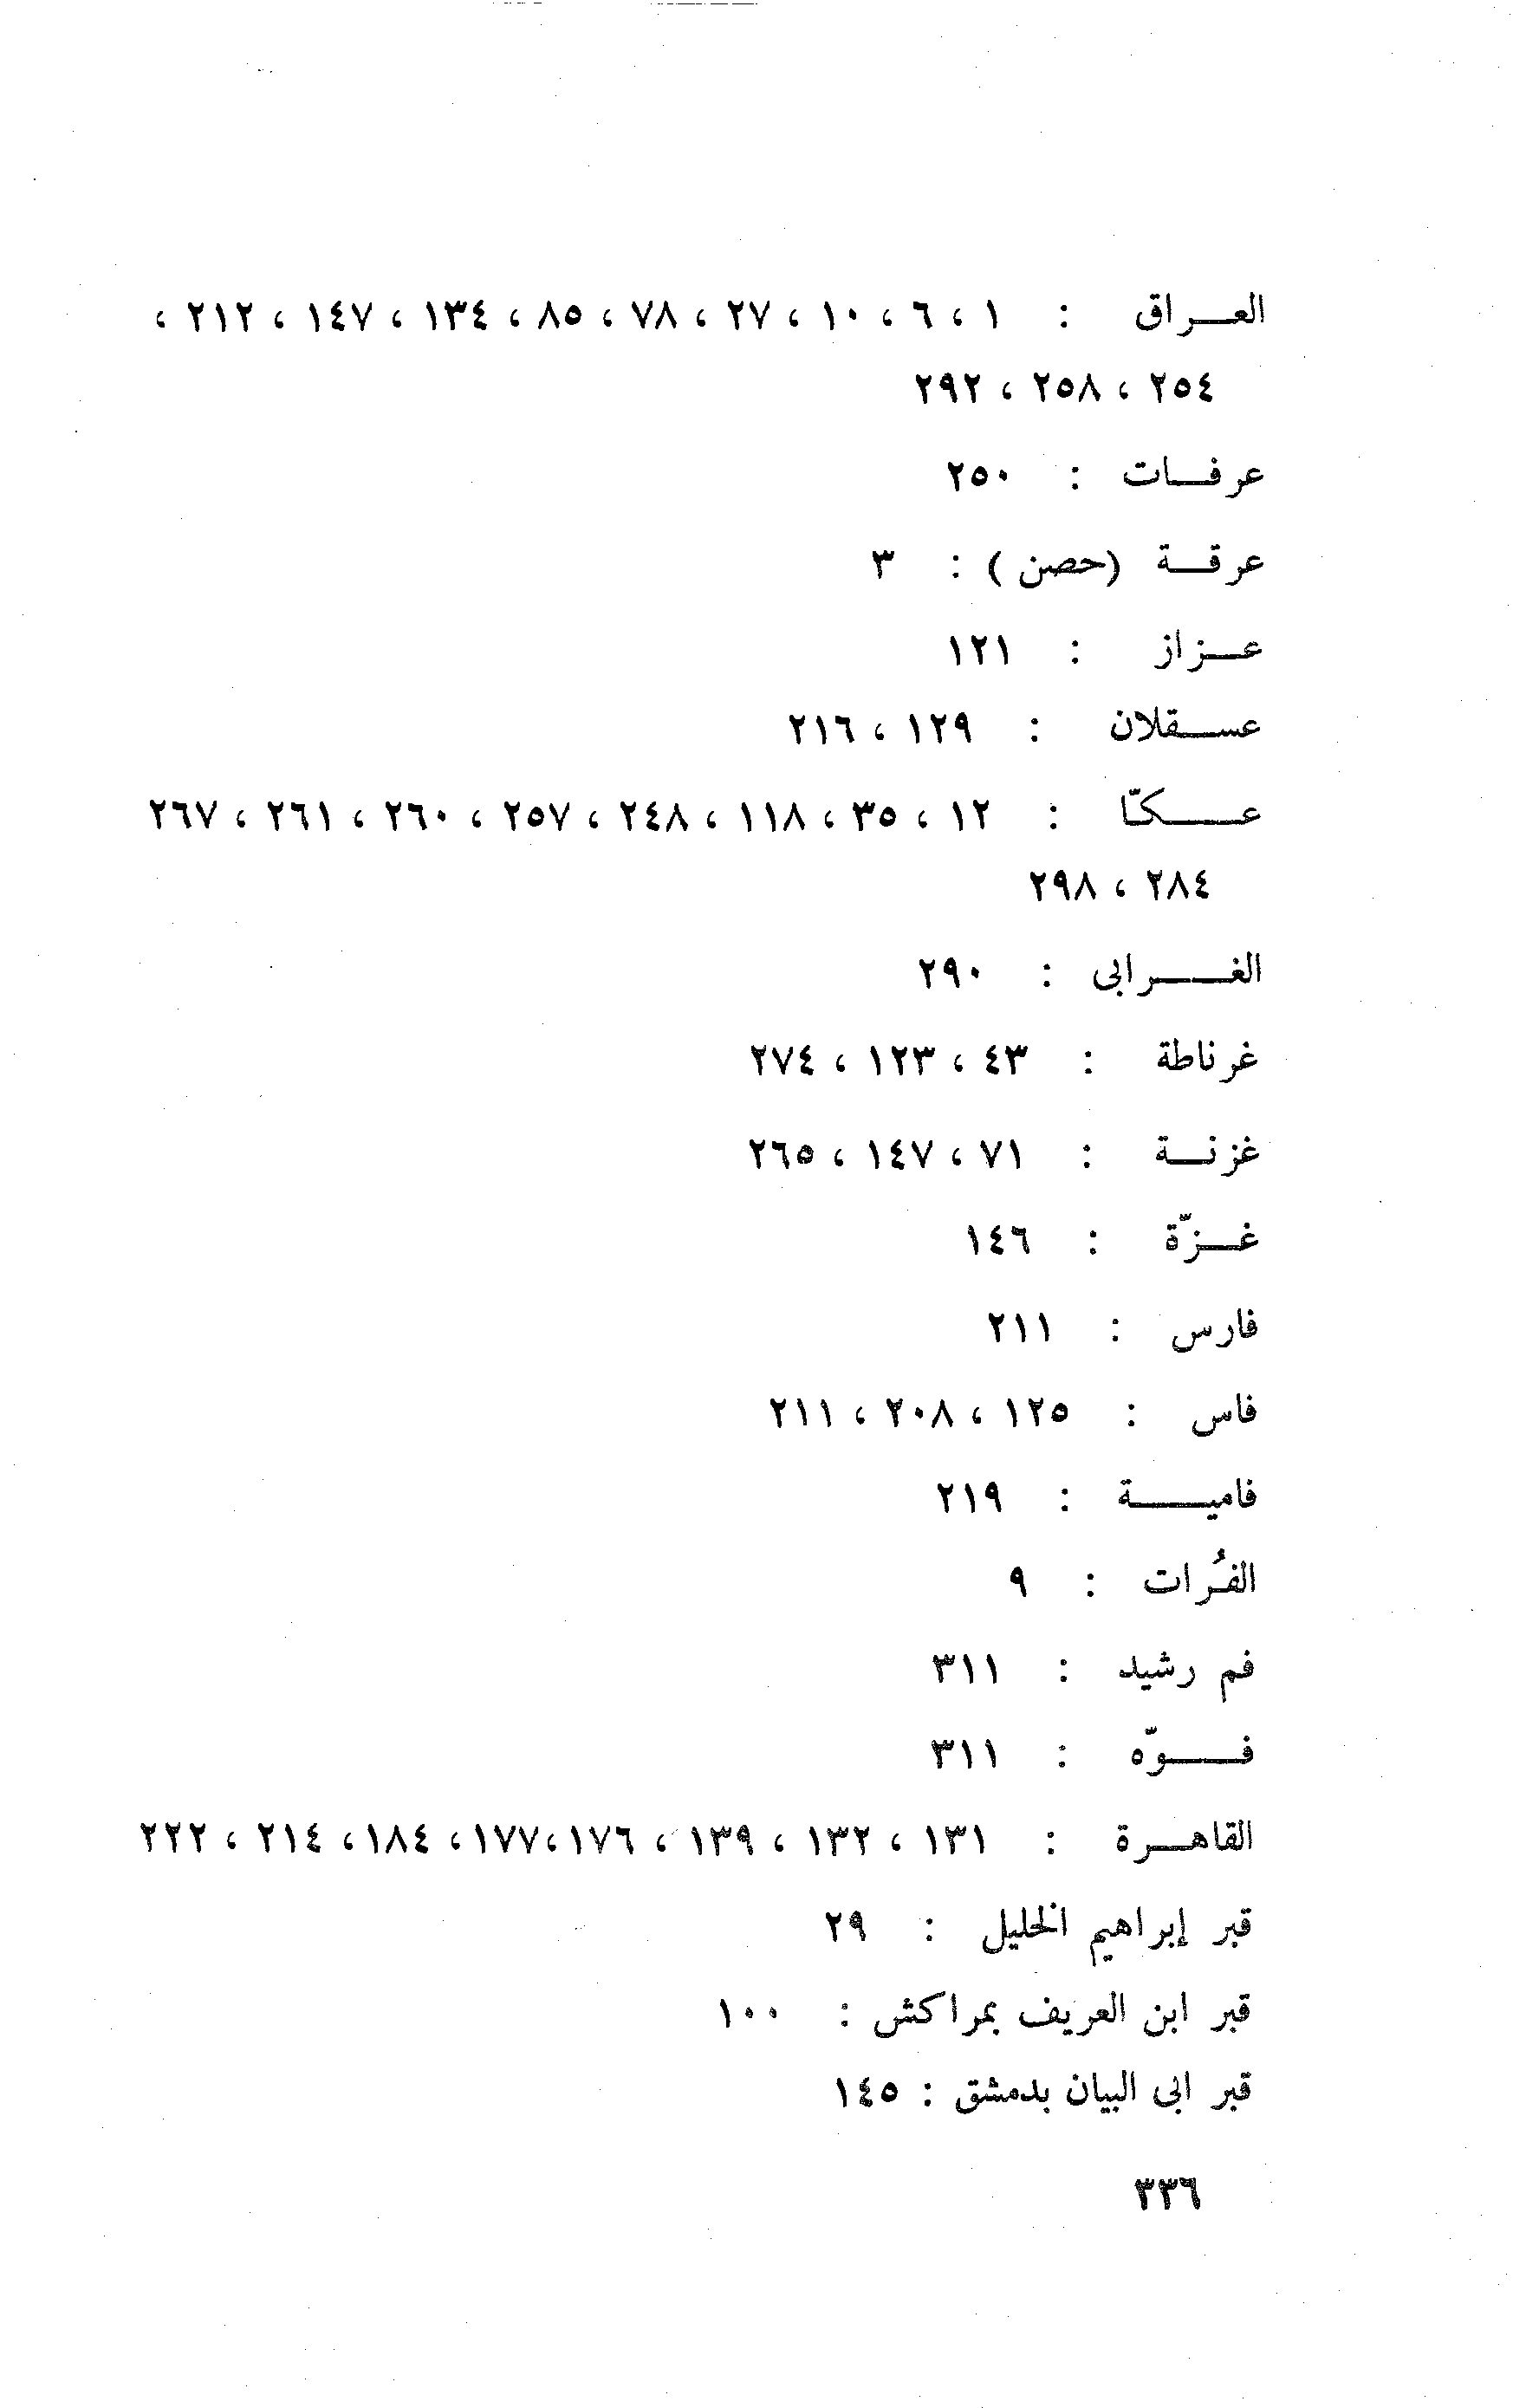 العراق : ١ ، ٦ ، ١٠ ، ٢٧ ، ٧٨ ، ٨٥ ، ١٣٤ ، ١٤٧ ، ٢١٢ ،
٢٥٤ ، ٢٥٨ ، ٢٩٢
عرفات : ٢٥٠
عرقة (حصن) : ٣
عزاز : ١٢١
عسقلان : ١٢٩ ، ٢١٦
عكّا : ١٢ ، ٣٥ ، ١١٨ ، ٢٤٨ ، ٢٥٧ ، ٢٦٠ ، ٢٦١ ، ٢٦٧
٢٨٤ ، ٢٩٨
الغرابى : ٢٩٠
غرناطة : ٤٣ ، ١٢٣ ، ٢٧٤
غزنة : ٧١ ، ١٤٧ ، ٢٦٥
غزّة : ١٤٦
فارس : ٢١١
فاس : ١٢٥ ، ٢٠٨ ، ٢١١
فامية : ٢١٩
الفُرات : ٩
فم رشيد : ٣١١
فوّه : ٣١١
القاهرة : ١٣١ ، ١٣٢ ، ١٣٩ ، ١٧٦ ،١٧٧ ، ١٨٤ ، ٢١٤ ، ٢٢٢
قبر إبراهيم الخليل : ٢٩
قبر ابن العريف بمراكش : ١٠٠
قبر ابى البيان بدمشق : ١٤٥
٣٣٦